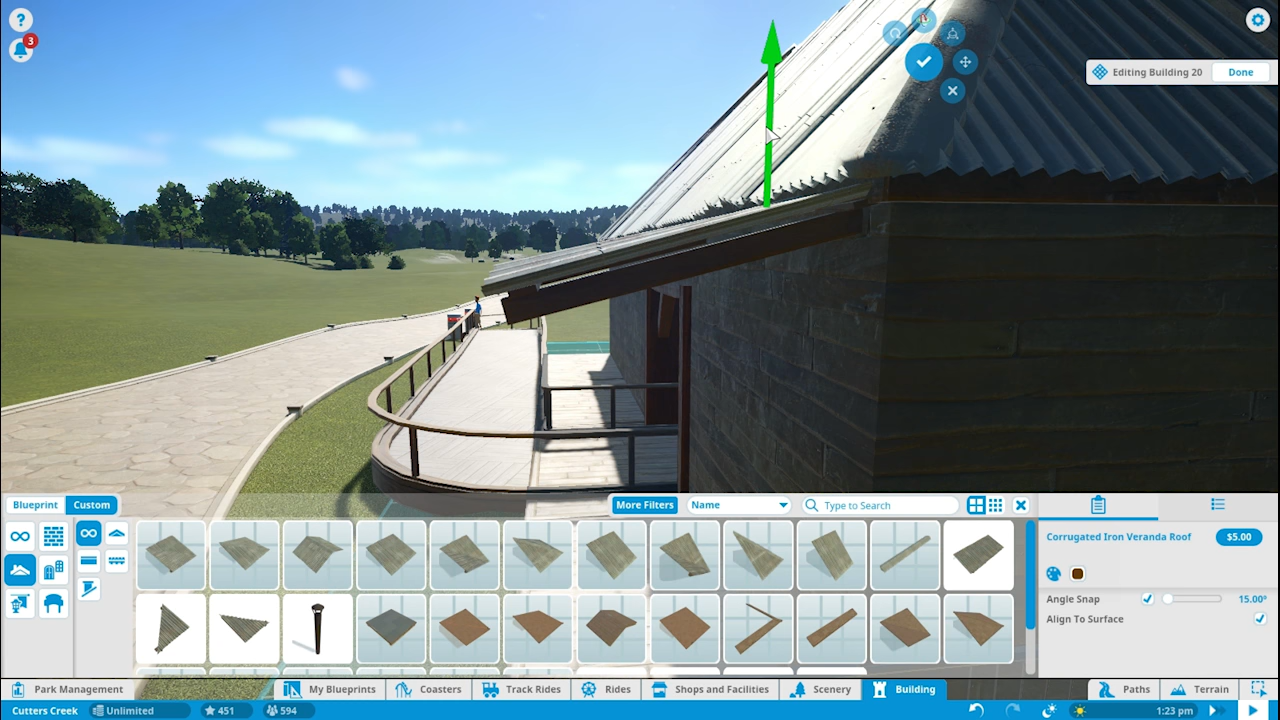 ?
3
Editing Building 20
Done
Blueprint
Custom
More Filters
Name
Type to Search
Corrugated Iron Veranda Roof
$5.00
Angle Snap
15.00°
Align To Surface
Park Management
My Blueprints
Coasters
Track Rides
Rides
Shops and Facilities
Scenery
Building
Paths
Terrain
Cutters Creek
Unlimited
451
594
1:23 pm